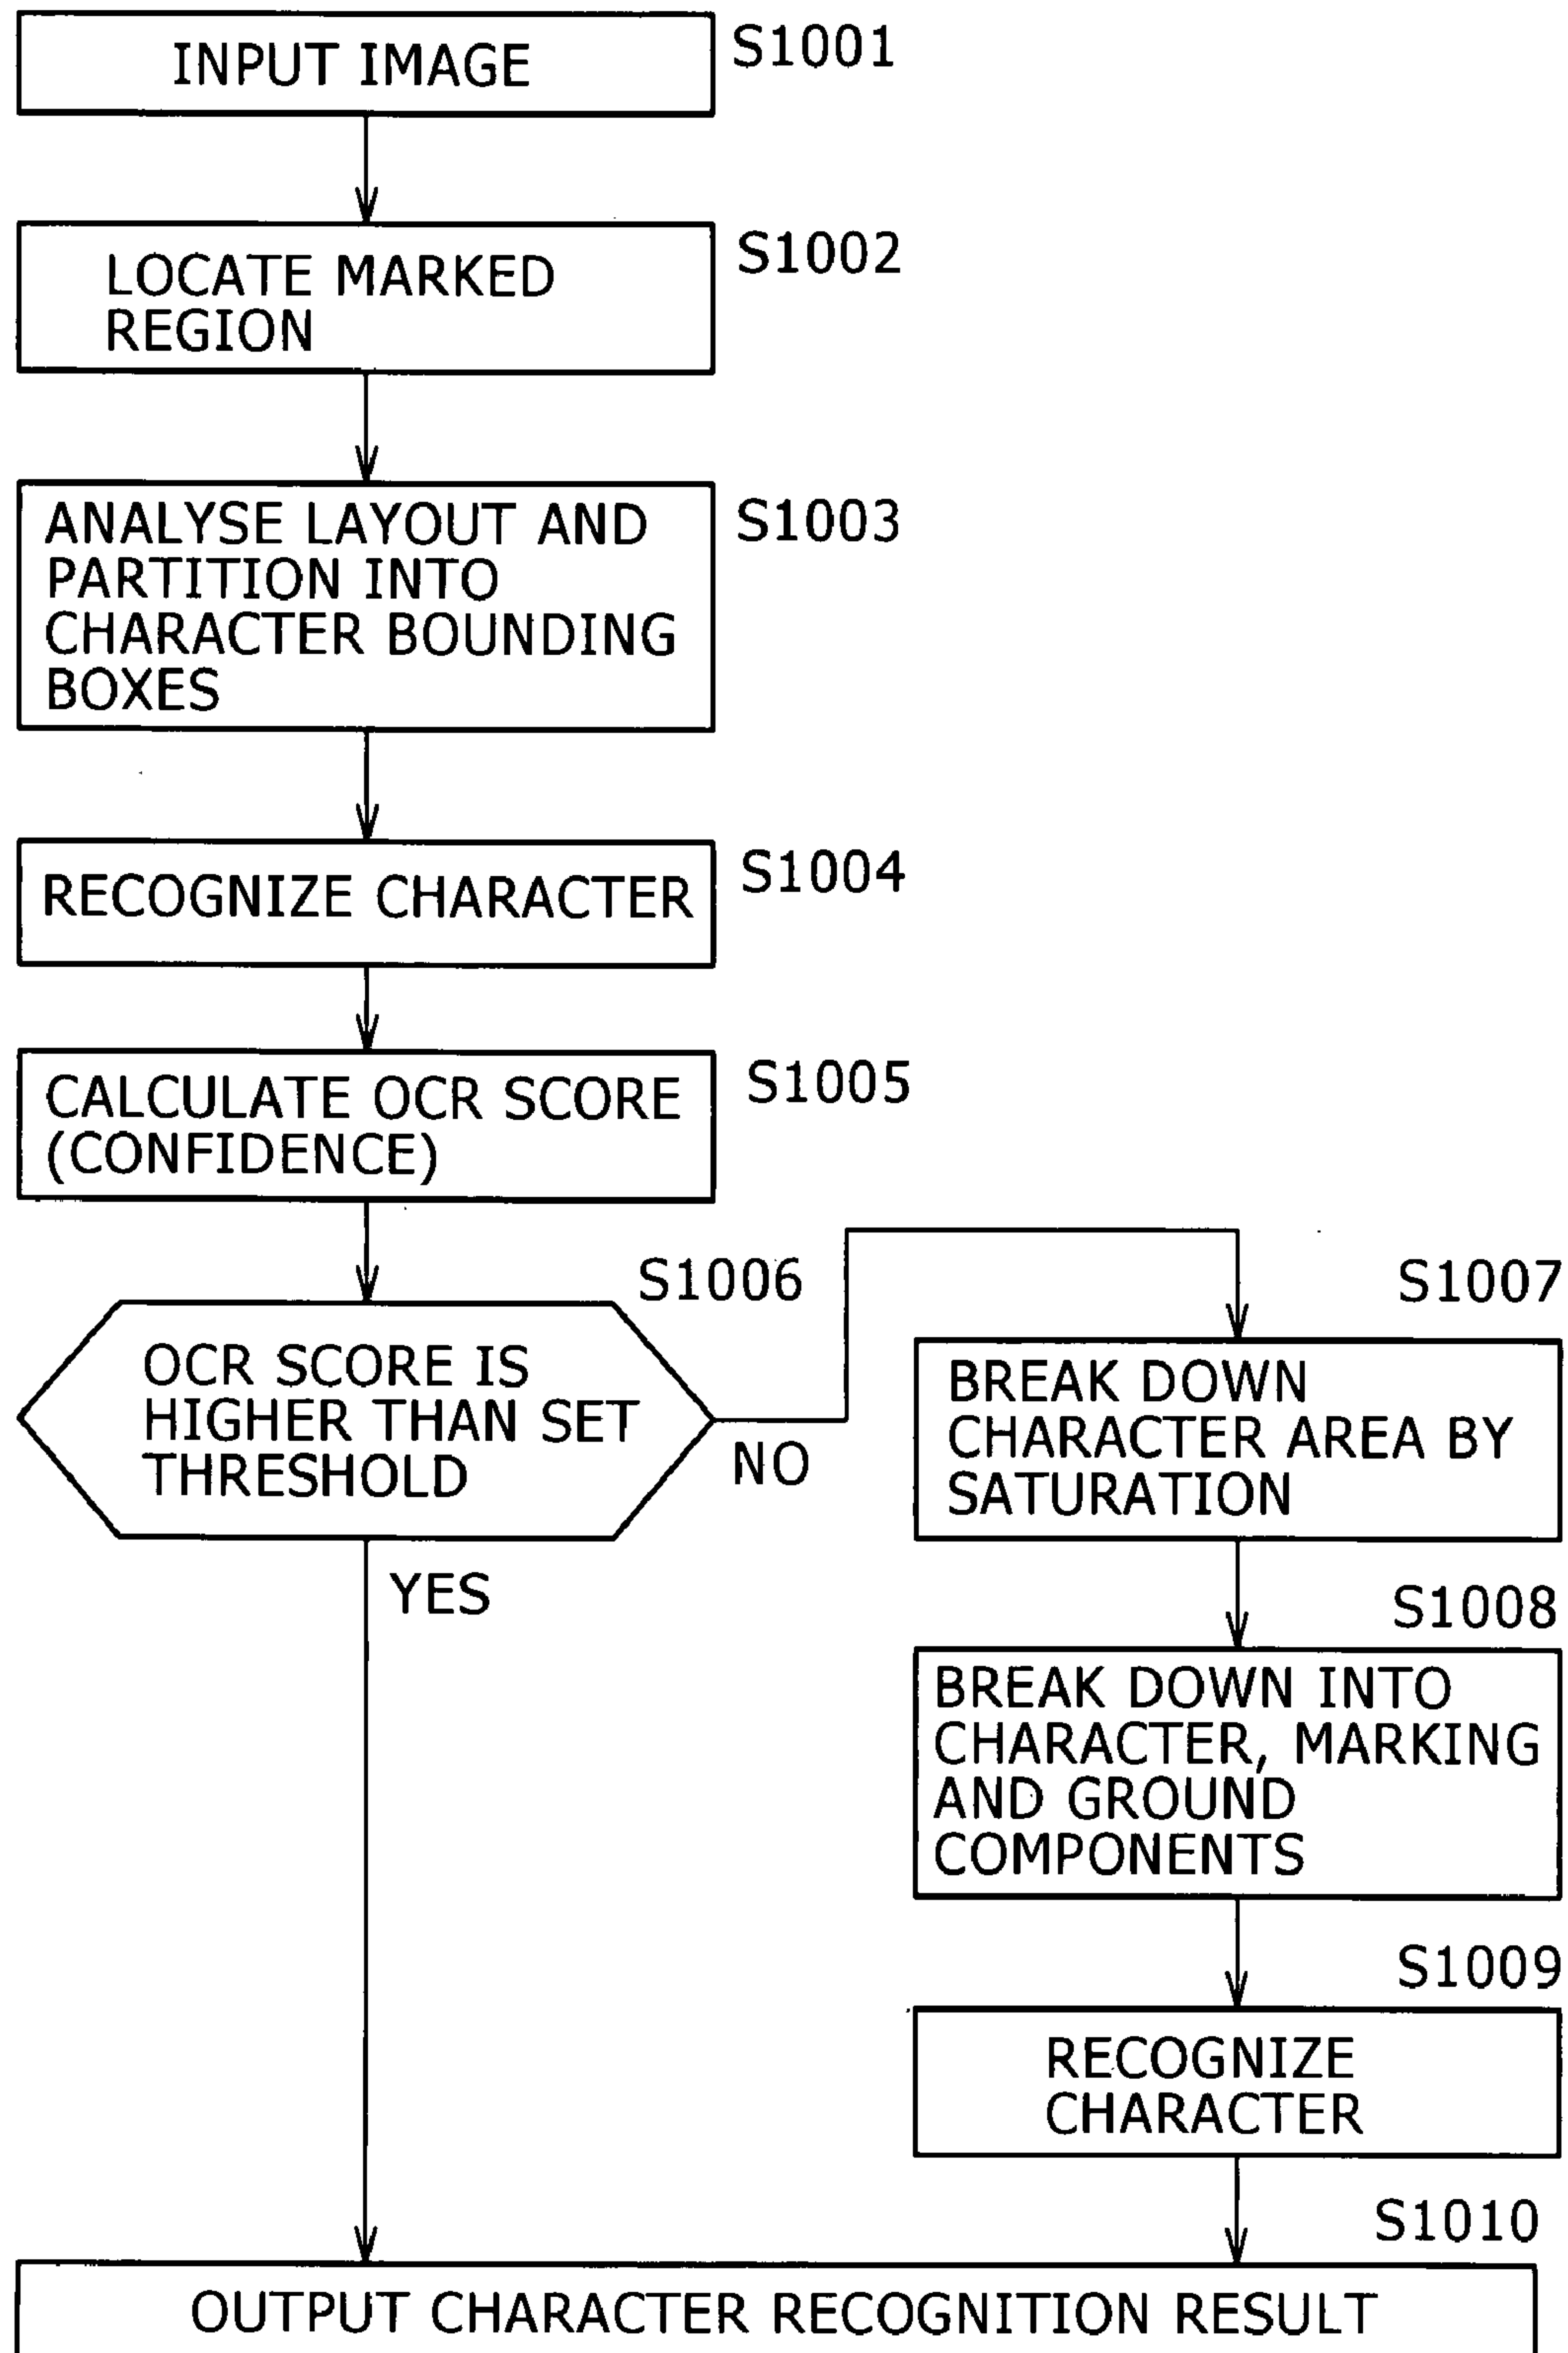 INPUT IMAGE
S1001
LOCATE MARKED
REGION
S1002
ANALYSE LAYOUT AND
PARTITION INTO
CHARACTER BOUNDING
BOXES
S1003
RECOGNIZE CHARACTER
S1004
CALCULATE OCR SCORE
(CONFIDENCE)
S1005
S1006
OCR SCORE IS
HIGHER THAN SET
THRESHOLD
NO
YES
S1007
BREAK DOWN
CHARACTER AREA BY
SATURATION
S1008
BREAK DOWN INTO
CHARACTER, MARKING
AND GROUND
COMPONENTS
S1009
RECOGNIZE
CHARACTER
S1010
OUTPUT CHARACTER RECOGNITION RESULT